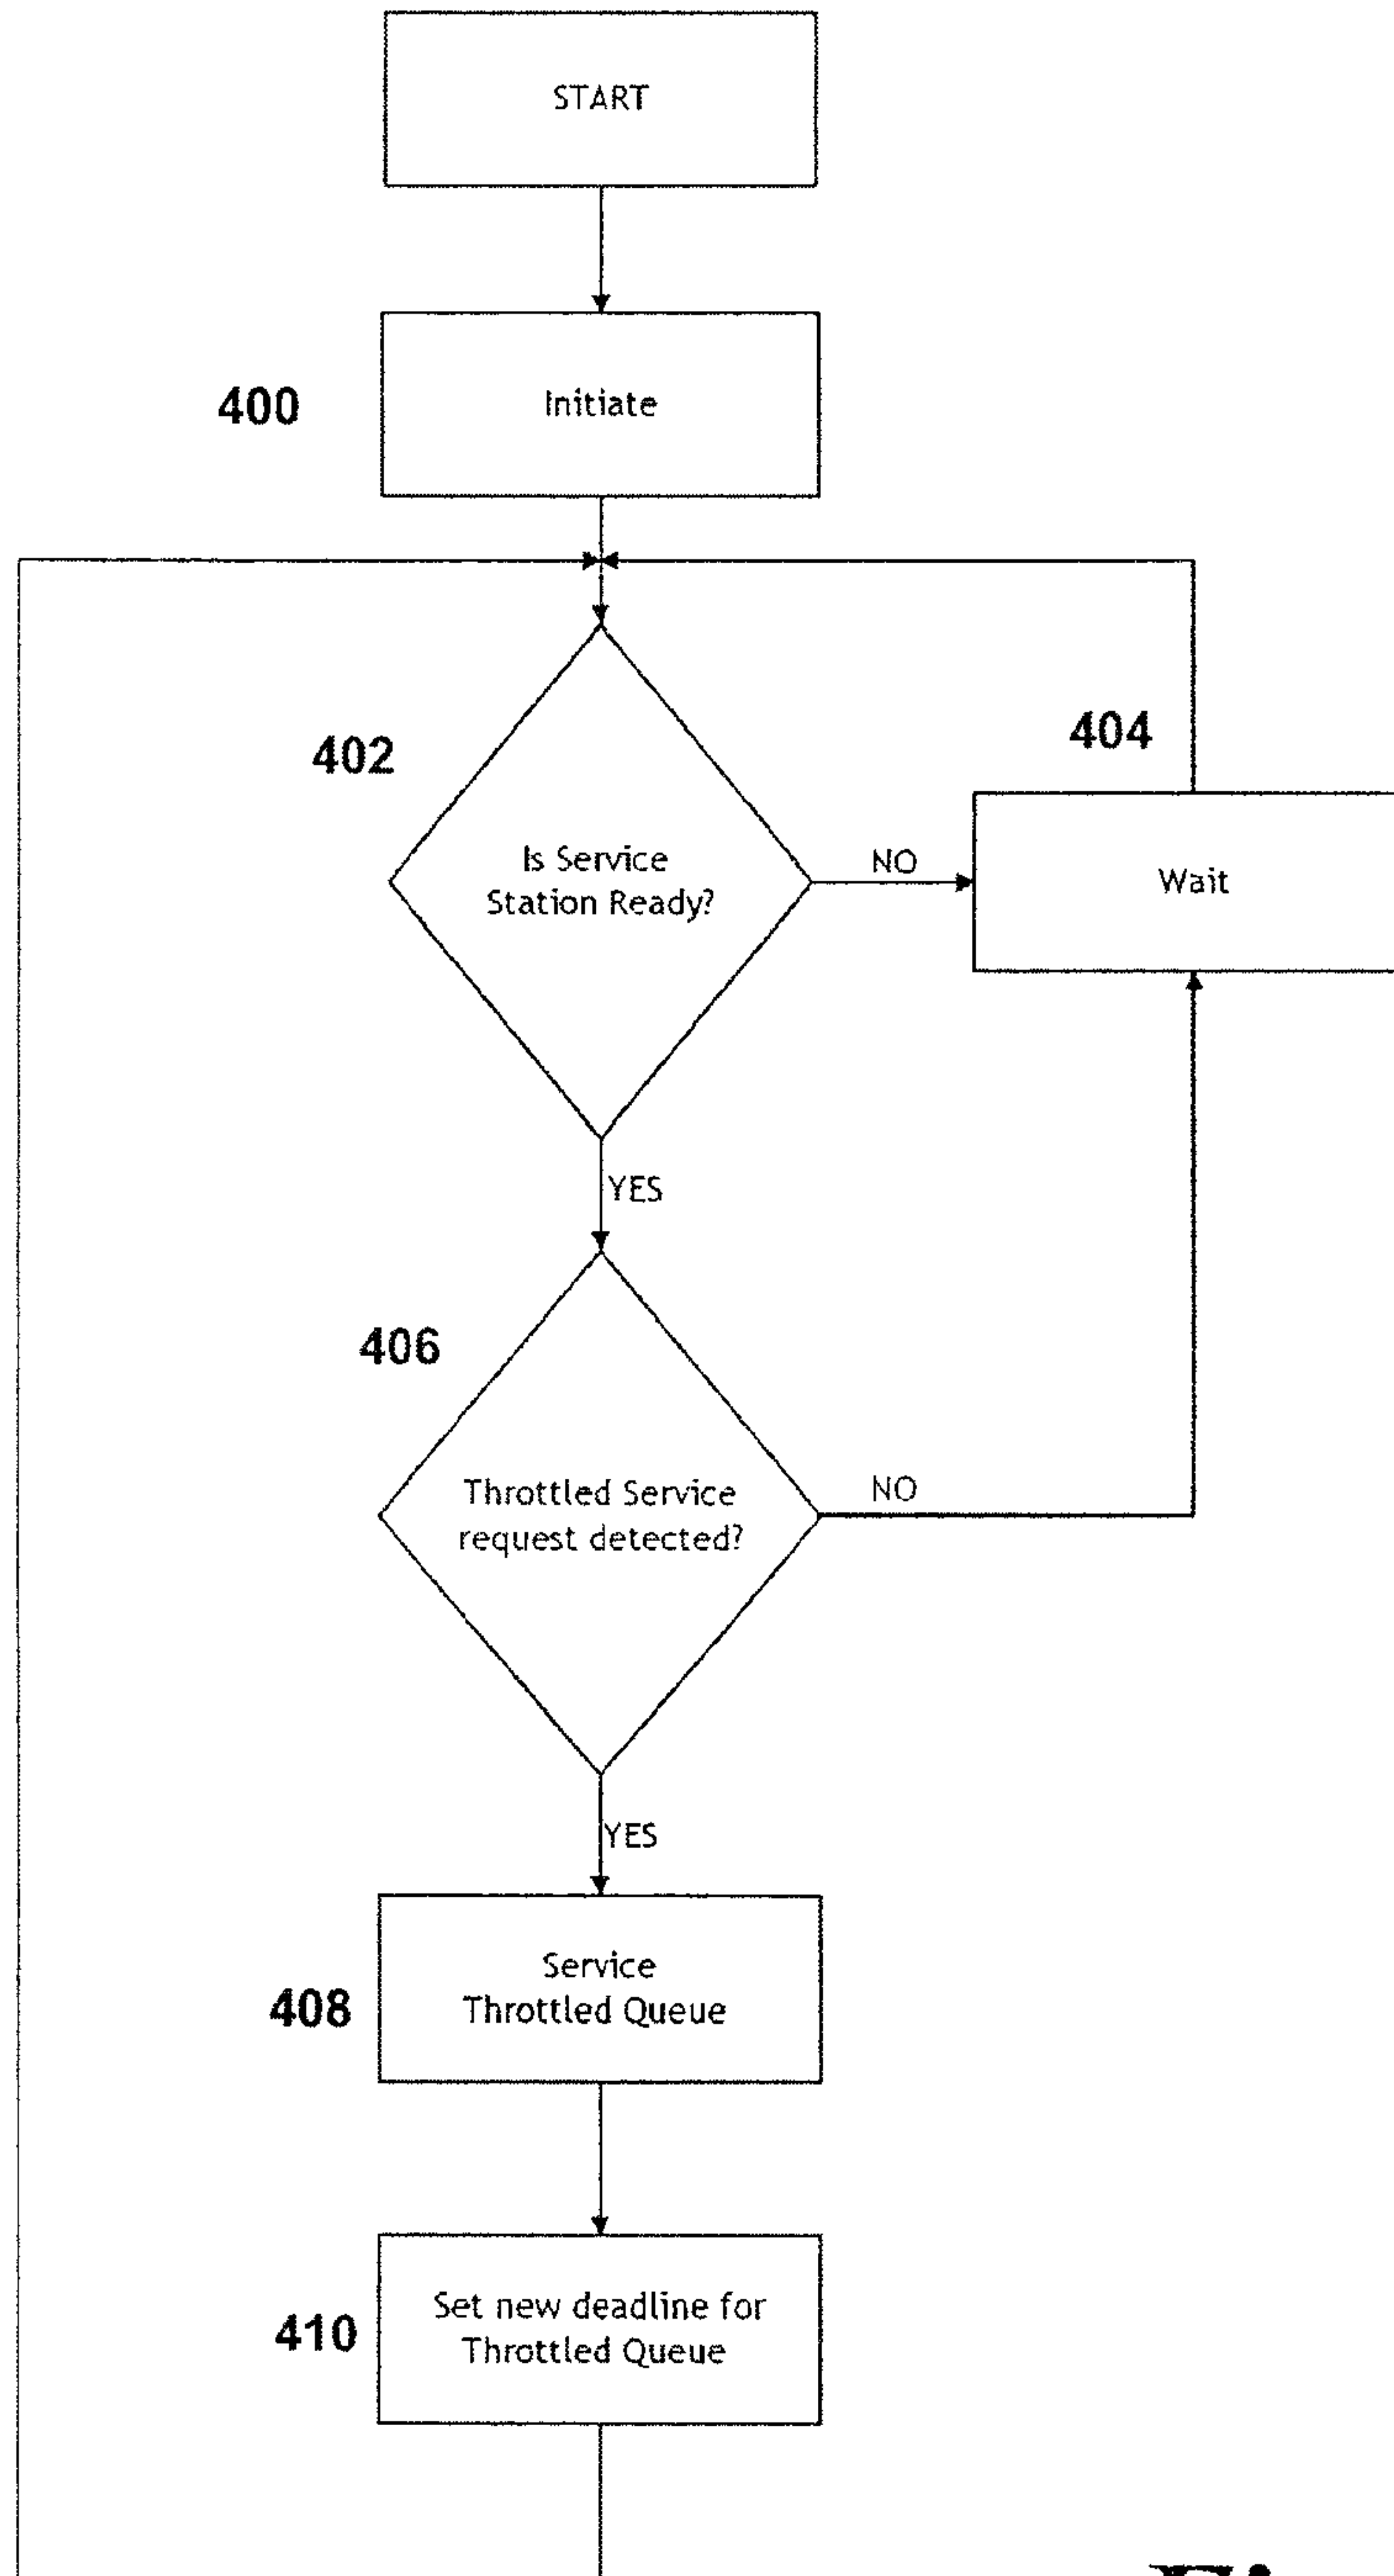 START
400
Initiate
402
404
Is Service
Station Ready?
NO
Wait
YES
406
Throttled Service
request detected?
NO
YES
408
Service
Throttled Queue
410
Set new deadline for
Throttled Queue